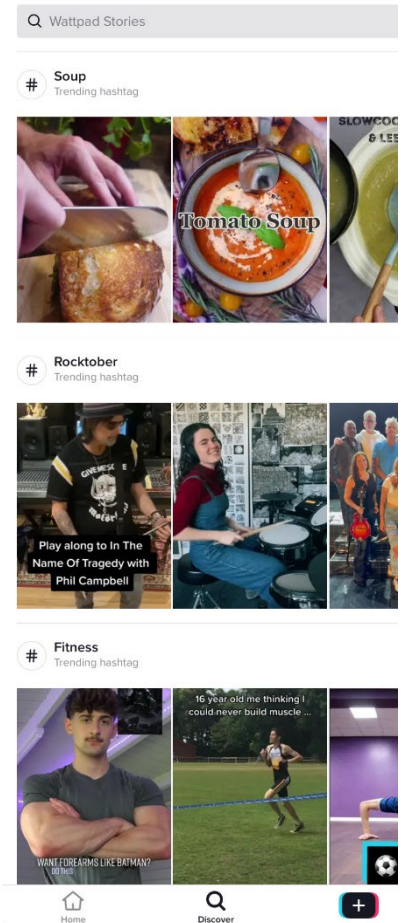 Wattpad Stories
#
Soup
Trending hashtag
Tomato Soup
SLOWCOO
& LEE
#
Rocktober
Trending hashtag
Play along to In The
Name Of Tragedy with
Phil Campbell
#
Fitness
Trending hashtag
WANT FOREARMS LIKE BATMAN?
DO THIS
16 year old me thinking I
could never build muscle ...
Home
Discover